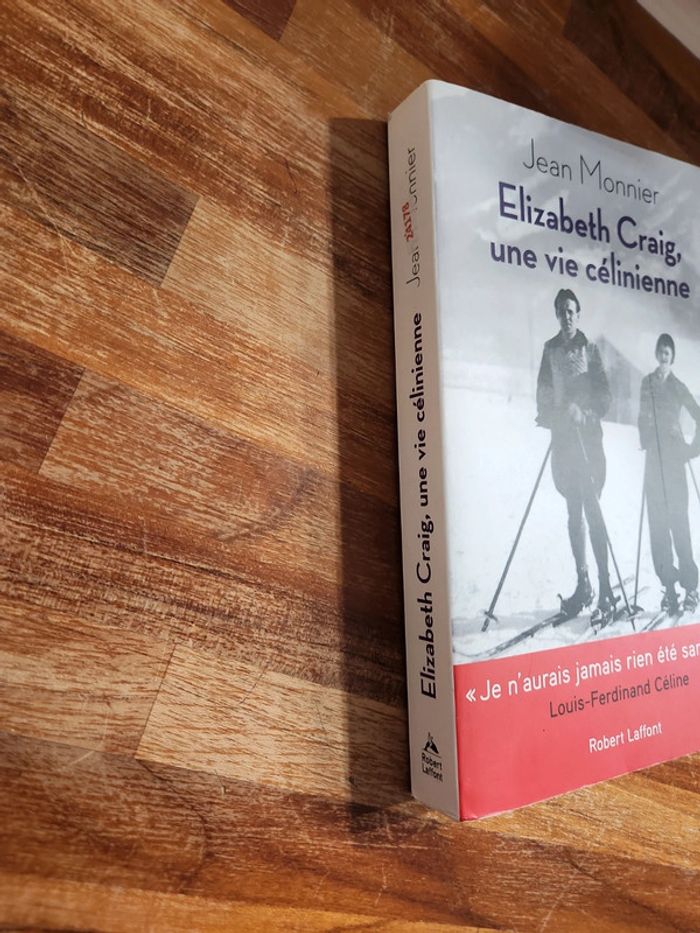 Jean Monnier
Elizabeth Craig,
une vie célinienne
« Je n'aurais jamais rien été
Louis-Ferdinand Céline
Robert Laffont
Elizabeth Craig, une vie célinienne
24178
Robert
Laffont